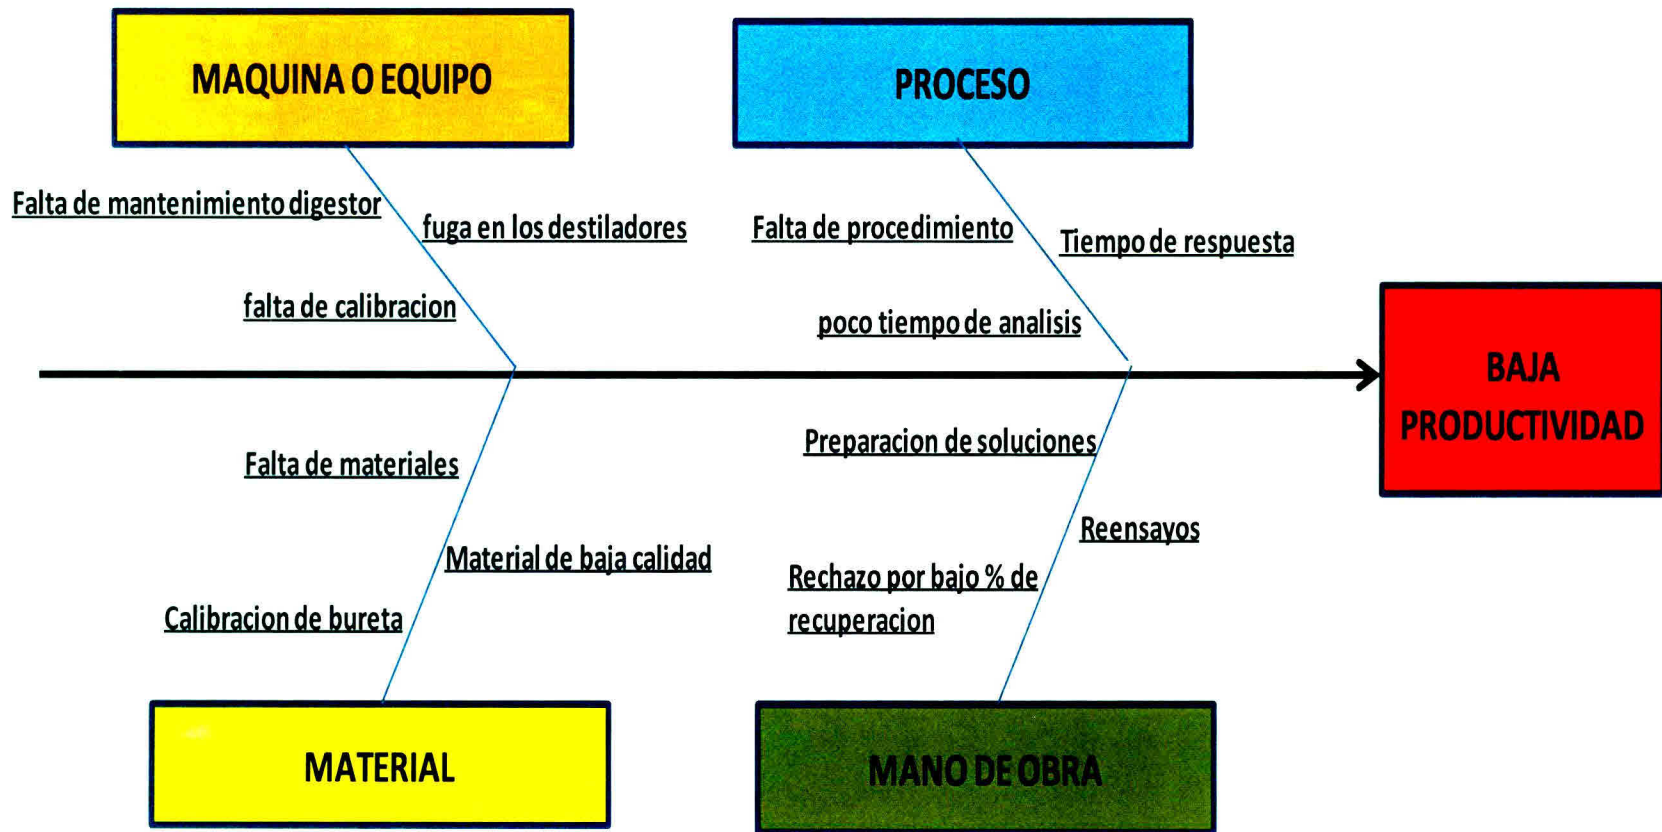 MAQUINA O EQUIPO
PROCESO
Falta de mantenimiento digestor
fuga en los destiladores
falta de calibracion
Falta de procedimiento
Tiempo de respuesta
poco tiempo de analisis
BAJA
PRODUCTIVIDAD
Falta de materiales
Material de baja calidad
Calibracion de bureta
Preparacion de soluciones
Reensayos
Rechazo por bajo % de
recuperacion
MATERIAL
MANO DE OBRA